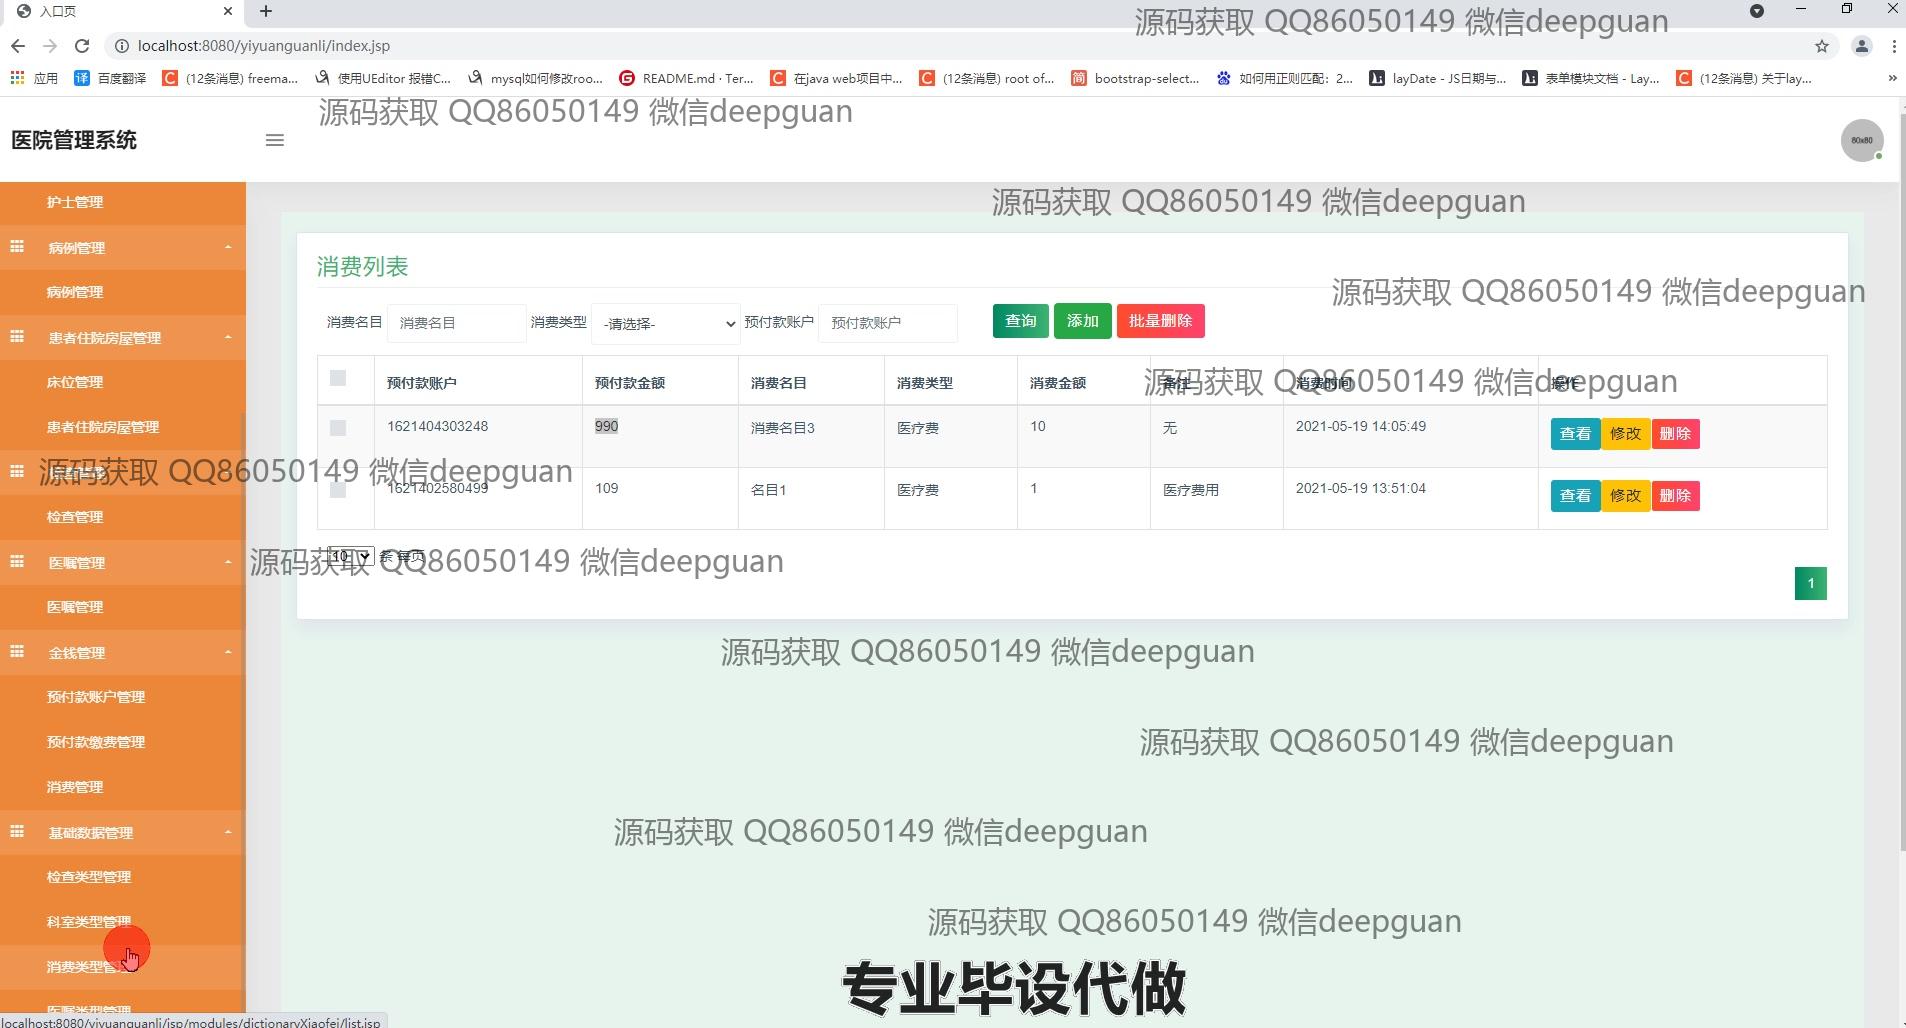 入口页
源码获取 QQ86050149 微信deepguan
localhost:8080/yiyuanguanli/index.jsp
应用 百度翻译 (12条消息) freema... 使用UEditor 报错C... mysql如何修改roo... README.md · Ter... 在java web项目中... (12条消息) root of... bootstrap-select... 如何用正则匹配：2... layDate - JS日期与... 表单模块文档 - Lay... (12条消息) 关于lay... »
源码获取 QQ86050149 微信deepguan
医院管理系统
80x80
源码获取 QQ86050149 微信deepguan
护士管理
病例管理
病例管理
患者住院房屋管理
床位管理
患者住院房屋管理
检查管理
医嘱管理
医嘱管理
金钱管理
预付款账户管理
预付款缴费管理
消费管理
基础数据管理
检查类型管理
科室类型管理
消费类型管理
医嘱类型管理
消费列表
源码获取 QQ86050149 微信deepguan
消费名目 消费名目 消费类型 -请选择- 预付款账户 预付款账户 查询 添加 批量删除
预付款账户 预付款金额 消费名目 消费类型 消费金额 备注 消费时间 操作
源码获取 QQ86050149 微信deepguan
1621404303248 990 消费名目3 医疗费 10 无 2021-05-19 14:05:49 查看 修改 删除
源码获取 QQ86050149 微信deepguan
1621402580499 109 名目1 医疗费 1 医疗费用 2021-05-19 13:51:04 查看 修改 删除
10 条 每页
源码获取 QQ86050149 微信deepguan
1
源码获取 QQ86050149 微信deepguan
源码获取 QQ86050149 微信deepguan
源码获取 QQ86050149 微信deepguan
源码获取 QQ86050149 微信deepguan
专业毕设代做
localhost:8080/yiyuanguanli/jsp/modules/dictionaryXiaofei/list.jsp